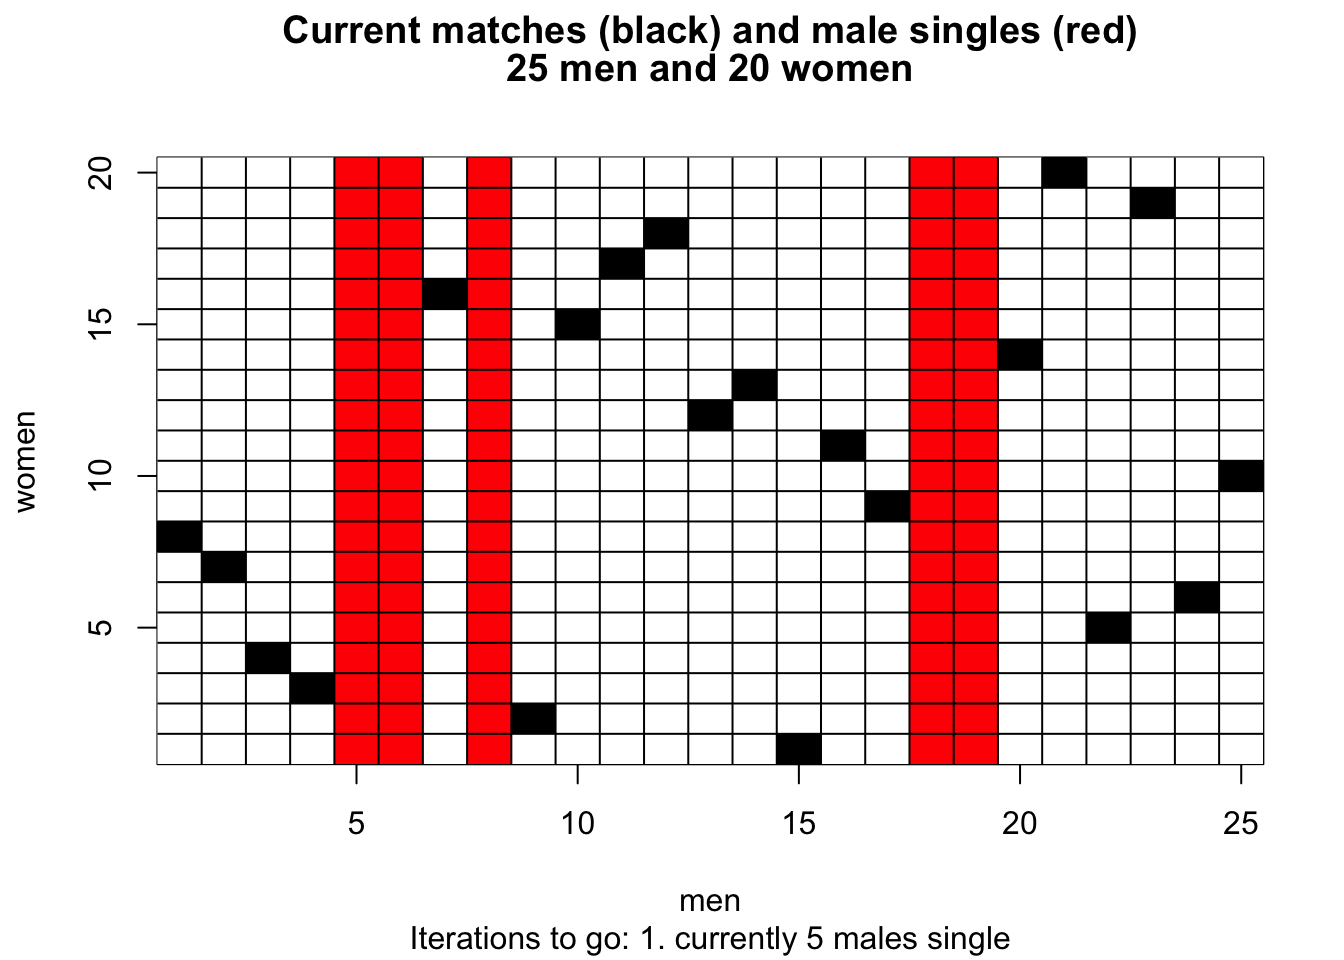 Current matches (black) and male singles (red)
25 men and 20 women
women
20
15
10
5
5 10 15 20 25
men
Iterations to go: 1. currently 5 males single